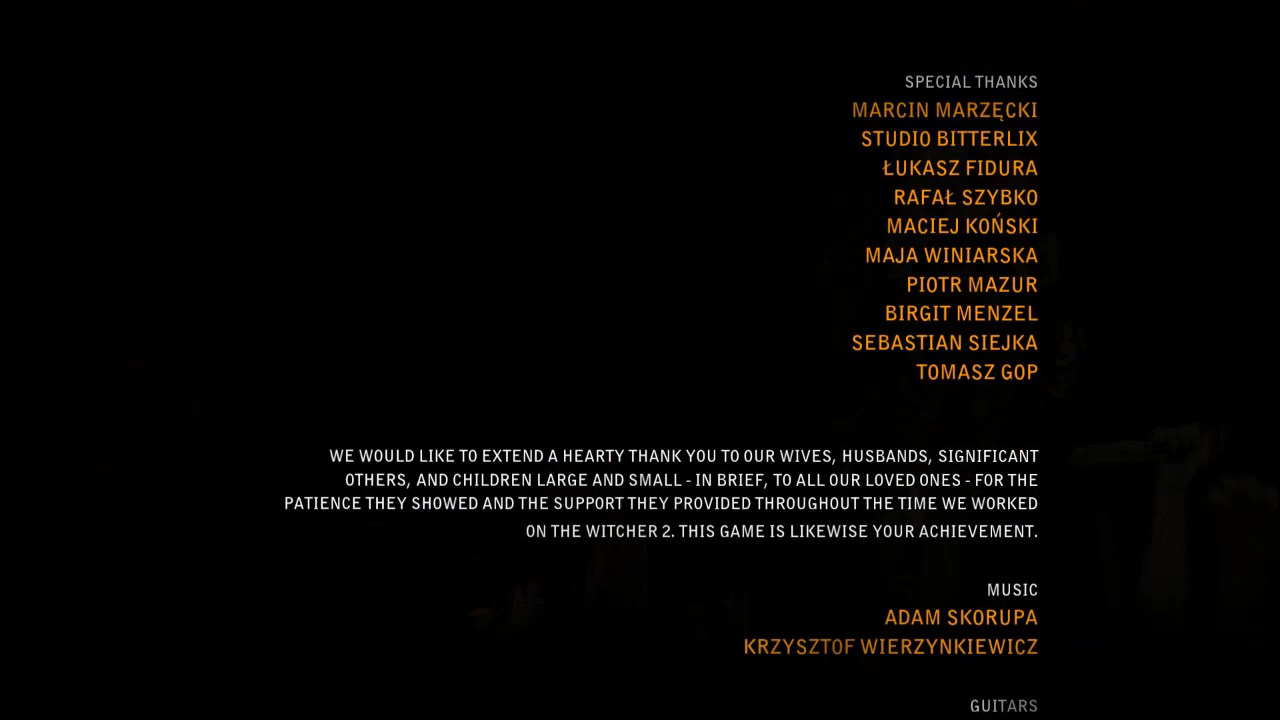 SPECIAL THANKS
MARCIN MARZĘCKI
STUDIO BITTERLIX
ŁUKASZ FIDURA
RAFAŁ SZYBKO
MACIEJ KOŃSKI
MAJA WINIARSKA
PIOTR MAZUR
BIRGIT MENZEL
SEBASTIAN SIEJKA
TOMASZ GOP
WE WOULD LIKE TO EXTEND A HEARTY THANK YOU TO OUR WIVES, HUSBANDS, SIGNIFICANT
OTHERS, AND CHILDREN LARGE AND SMALL - IN BRIEF, TO ALL OUR LOVED ONES - FOR THE
PATIENCE THEY SHOWED AND THE SUPPORT THEY PROVIDED THROUGHOUT THE TIME WE WORKED
ON THE WITCHER 2. THIS GAME IS LIKEWISE YOUR ACHIEVEMENT.
MUSIC
ADAM SKORUPA
KRZYSZTOF WIERZYNKIEWICZ
GUITARS